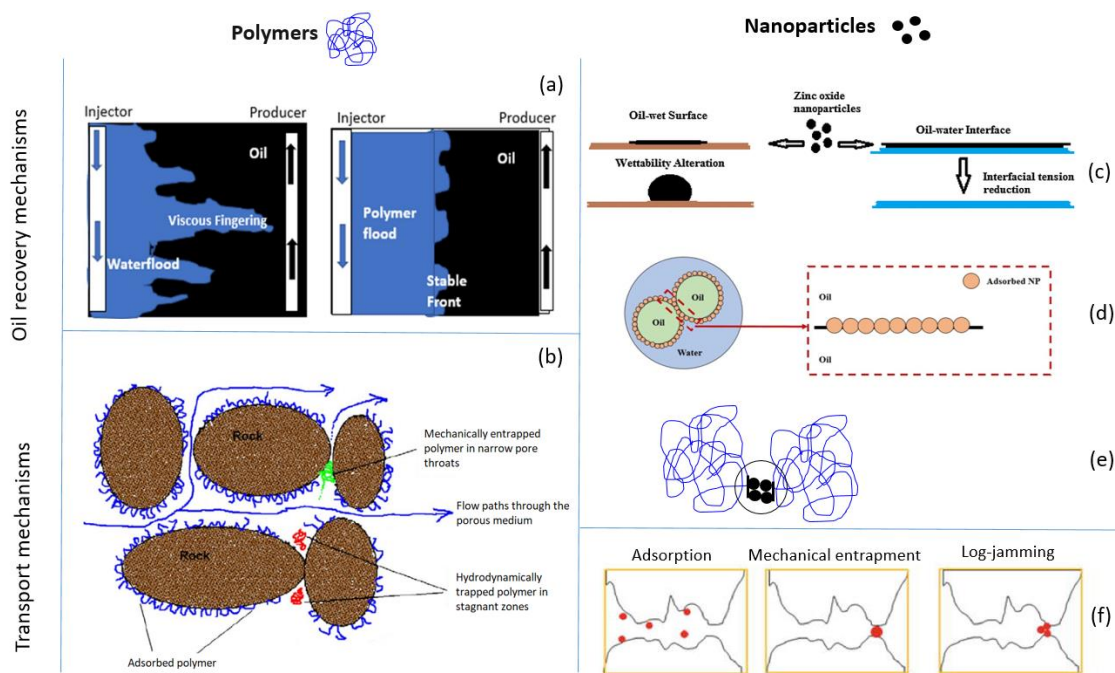 Polymers
Nanoparticles
Oil recovery mechanisms
Transport mechanisms
(a)
Injector
Producer
Injector
Producer
Oil
Viscous Fingering
Waterflood
Oil
Polymer
flood
Stable
Front
(b)
Rock
Rock
Mechanically entrapped
polymer in narrow pore
throats
Flow paths through the
porous medium
Hydrodynamically
trapped polymer in
stagnant zones
Adsorbed polymer
Zinc oxide
nanoparticles
Oil-wet Surface
Oil-water Interface
Wettability Alteration
Interfacial tension
reduction
(c)
Oil
Oil
Water
Adsorbed NP
Oil
Oil
(d)
(e)
Adsorption
Mechanical entrapment
Log-jamming
(f)